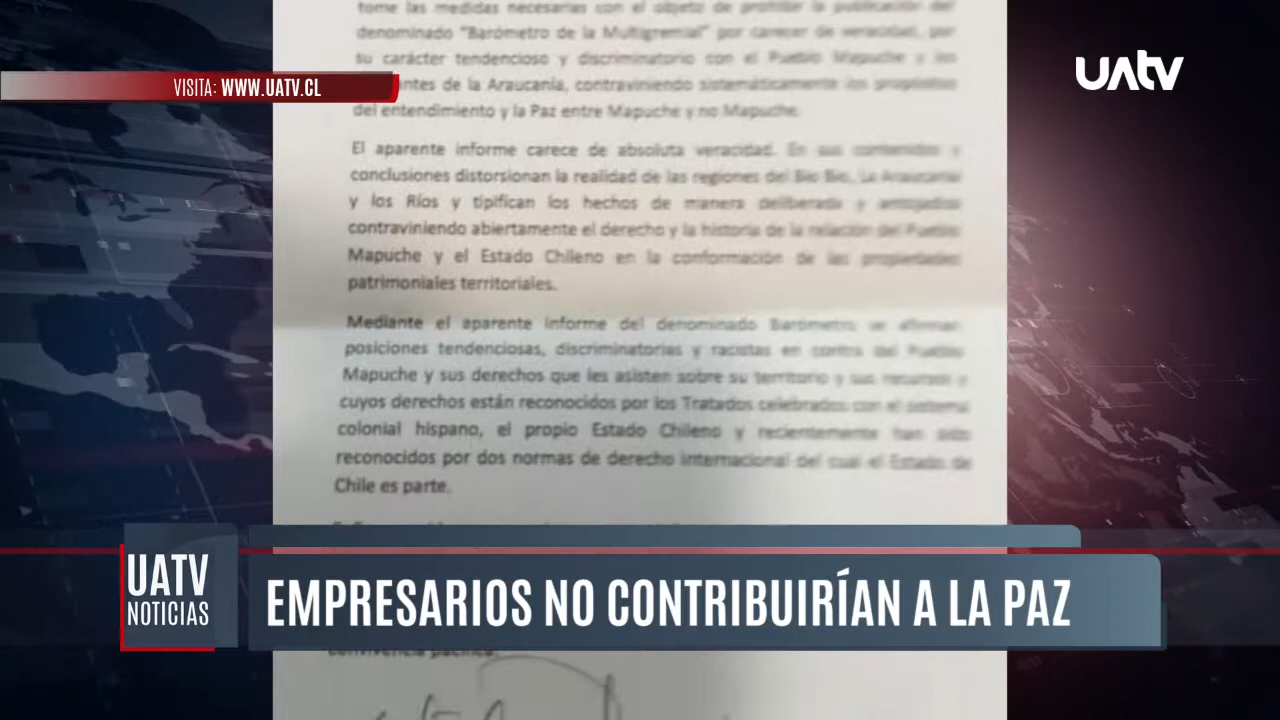 tome las medidas necesarias con el objeto de prohibir la publicación del
denominado "Barómetro de la Multigremial" por carecer de veracidad, por
su carácter tendencioso y discriminatorio con el Pueblo Mapuche y los
VISITA: WWW.UATV.CL
UATV
antes de la Araucanía, contraviniendo sistemáticamente los propósitos
del entendimiento y la Paz entre Mapuche y no Mapuche.
El aparente informe carece de absoluta veracidad. En sus contenidos y
conclusiones distorsionan la realidad de las regiones del Bio Bio, La Araucanía
y los Ríos y tipifican los hechos de manera deliberada y antojadiza
contraviniendo abiertamente el derecho y la historia de la relación del Pueblo
Mapuche y el Estado Chileno en la conformación de las propiedades
patrimoniales territoriales.
Mediante el aparente informe del denominado Barómetro se afirman
posiciones tendenciosas, discriminatorias y racistas en contra del Pueblo
Mapuche y sus derechos que les asisten sobre su territorio y sus recursos y
cuyos derechos están reconocidos por los Tratados celebrados con el sistema
colonial hispano, el propio Estado Chileno y recientemente han sido
reconocidos por dos normas de derecho internacional del cual el Estado de
Chile es parte.
UATV
NOTICIAS
EMPRESARIOS NO CONTRIBUIRÍAN A LA PAZ
convivencia pacífica.